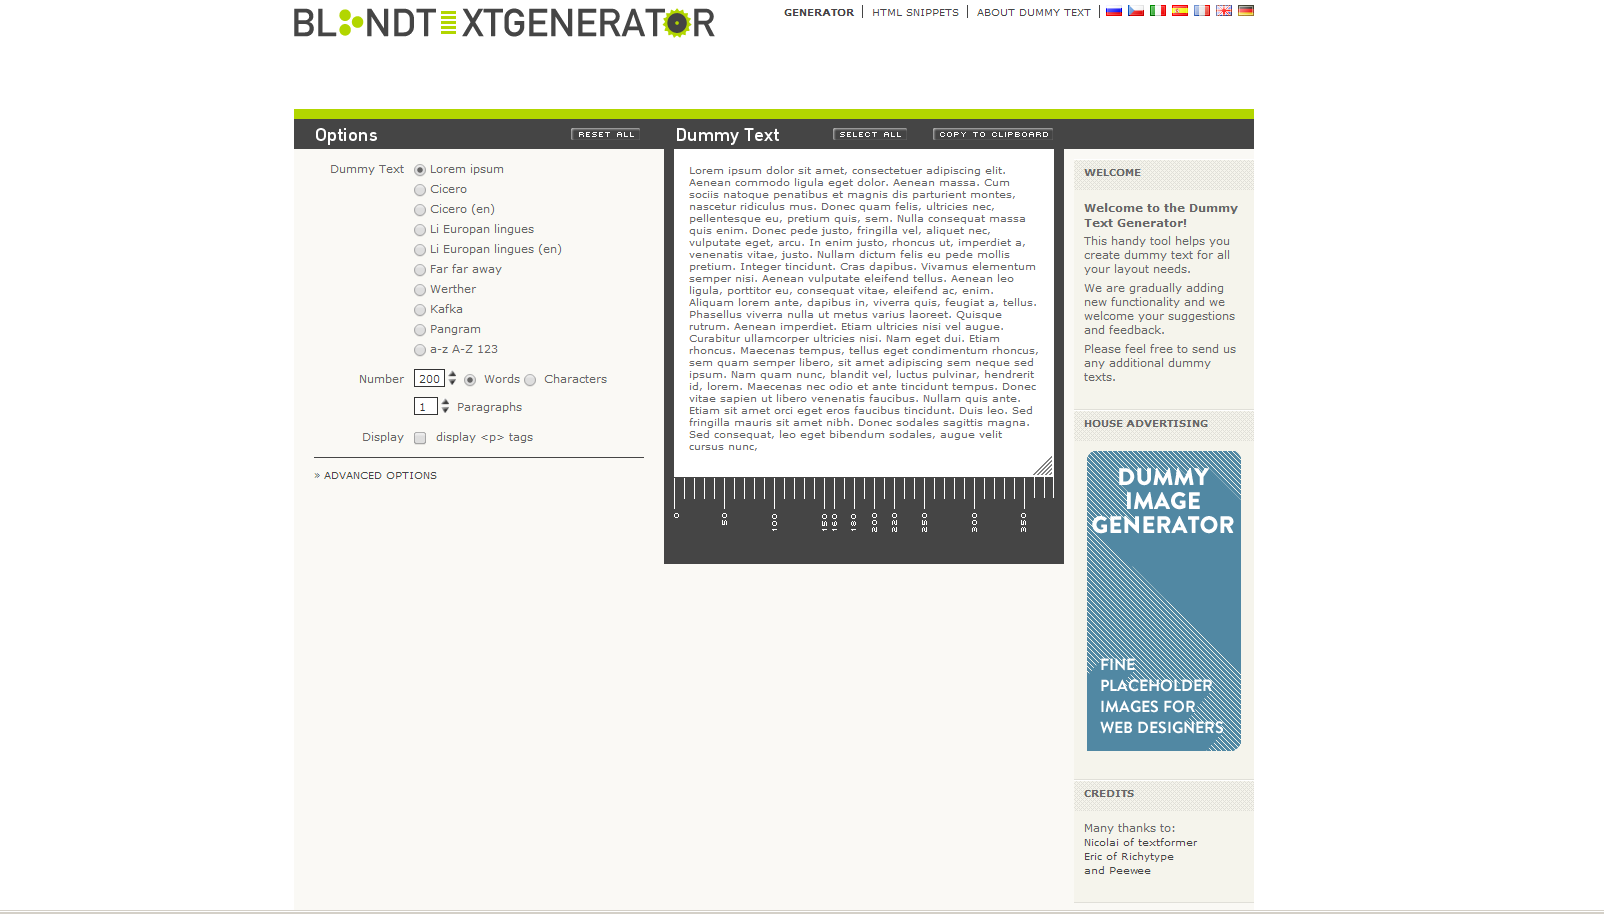 BLINDTEXTGENERATOR
GENERATOR
HTML SNIPPETS
ABOUT DUMMY TEXT
Options
RESET ALL
Dummy Text
Lorem ipsum
Cicero
Cicero (en)
Li Europan lingues
Li Europan lingues (en)
Far far away
Werther
Kafka
Pangram
a-z A-Z 123
Number
200
Words
Characters
1
Paragraphs
Display
display <p> tags
» ADVANCED OPTIONS
Dummy Text
SELECT ALL
COPY TO CLIPBOARD
Lorem ipsum dolor sit amet, consectetuer adipiscing elit.
Aenean commodo ligula eget dolor. Aenean massa. Cum
sociis natoque penatibus et magnis dis parturient montes,
nascetur ridiculus mus. Donec quam felis, ultricies nec,
pellentesque eu, pretium quis, sem. Nulla consequat massa
quis enim. Donec pede justo, fringilla vel, aliquet nec,
vulputate eget, arcu. In enim justo, rhoncus ut, imperdiet a,
venenatis vitae, justo. Nullam dictum felis eu pede mollis
pretium. Integer tincidunt. Cras dapibus. Vivamus elementum
semper nisi. Aenean vulputate eleifend tellus. Aenean leo
ligula, porttitor eu, consequat vitae, eleifend ac, enim.
Aliquam lorem ante, dapibus in, viverra quis, feugiat a, tellus.
Phasellus viverra nulla ut metus varius laoreet. Quisque
rutrum. Aenean imperdiet. Etiam ultricies nisi vel augue.
Curabitur ullamcorper ultricies nisi. Nam eget dui. Etiam
rhoncus. Maecenas tempus, tellus eget condimentum rhoncus,
sem quam semper libero, sit amet adipiscing sem neque sed
ipsum. Nam quam nunc, blandit vel, luctus pulvinar, hendrerit
id, lorem. Maecenas nec odio et ante tincidunt tempus. Donec
vitae sapien ut libero venenatis faucibus. Nullam quis ante.
Etiam sit amet orci eget eros faucibus tincidunt. Duis leo. Sed
fringilla mauris sit amet nibh. Donec sodales sagittis magna.
Sed consequat, leo eget bibendum sodales, augue velit
cursus nunc,
0
50
100
150
160
180
200
220
250
300
350
WELCOME
Welcome to the Dummy
Text Generator!
This handy tool helps you
create dummy text for all
your layout needs.
We are gradually adding
new functionality and we
welcome your suggestions
and feedback.
Please feel free to send us
any additional dummy
texts.
HOUSE ADVERTISING
DUMMY
IMAGE
GENERATOR
FINE
PLACEHOLDER
IMAGES FOR
WEB DESIGNERS
CREDITS
Many thanks to:
Nicolai of textformer
Eric of Richytype
and Peewee